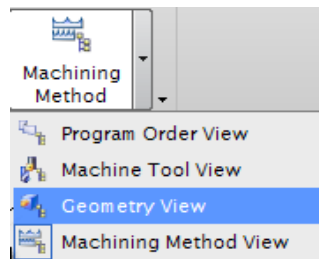 Machining
Method
Program Order View
Machine Tool View
Geometry View
Machining Method View